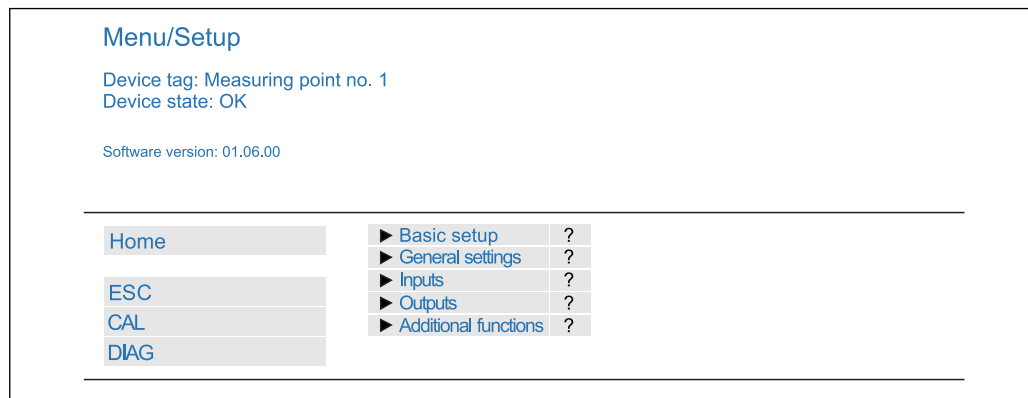 Menu/Setup
Device tag: Measuring point no. 1
Device state: OK
Software version: 01.06.00
Home
ESC
CAL
DIAG
► Basic setup ?
► General settings ?
► Inputs ?
► Outputs ?
► Additional functions ?